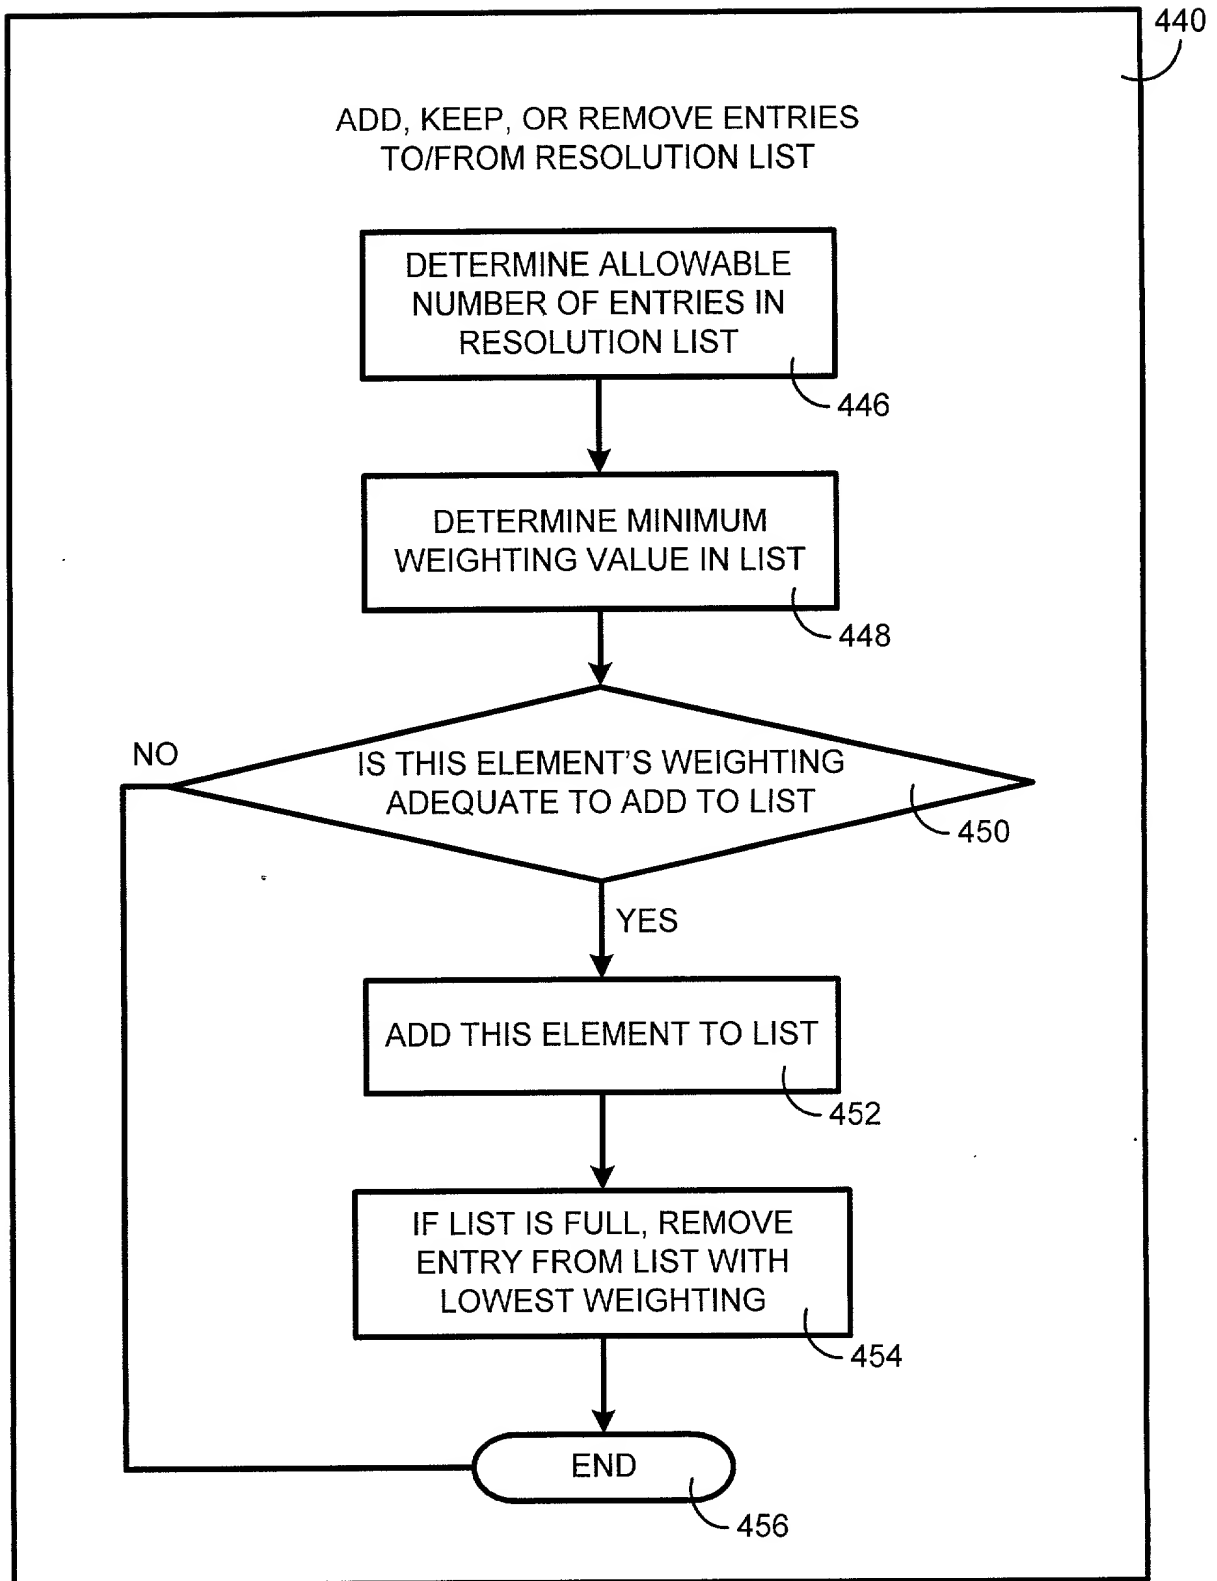 440
ADD, KEEP, OR REMOVE ENTRIES
TO/FROM RESOLUTION LIST
DETERMINE ALLOWABLE
NUMBER OF ENTRIES IN
RESOLUTION LIST
446
DETERMINE MINIMUM
WEIGHTING VALUE IN LIST
448
NO
IS THIS ELEMENT'S WEIGHTING
ADEQUATE TO ADD TO LIST
450
YES
ADD THIS ELEMENT TO LIST
452
IF LIST IS FULL, REMOVE
ENTRY FROM LIST WITH
LOWEST WEIGHTING
454
END
456